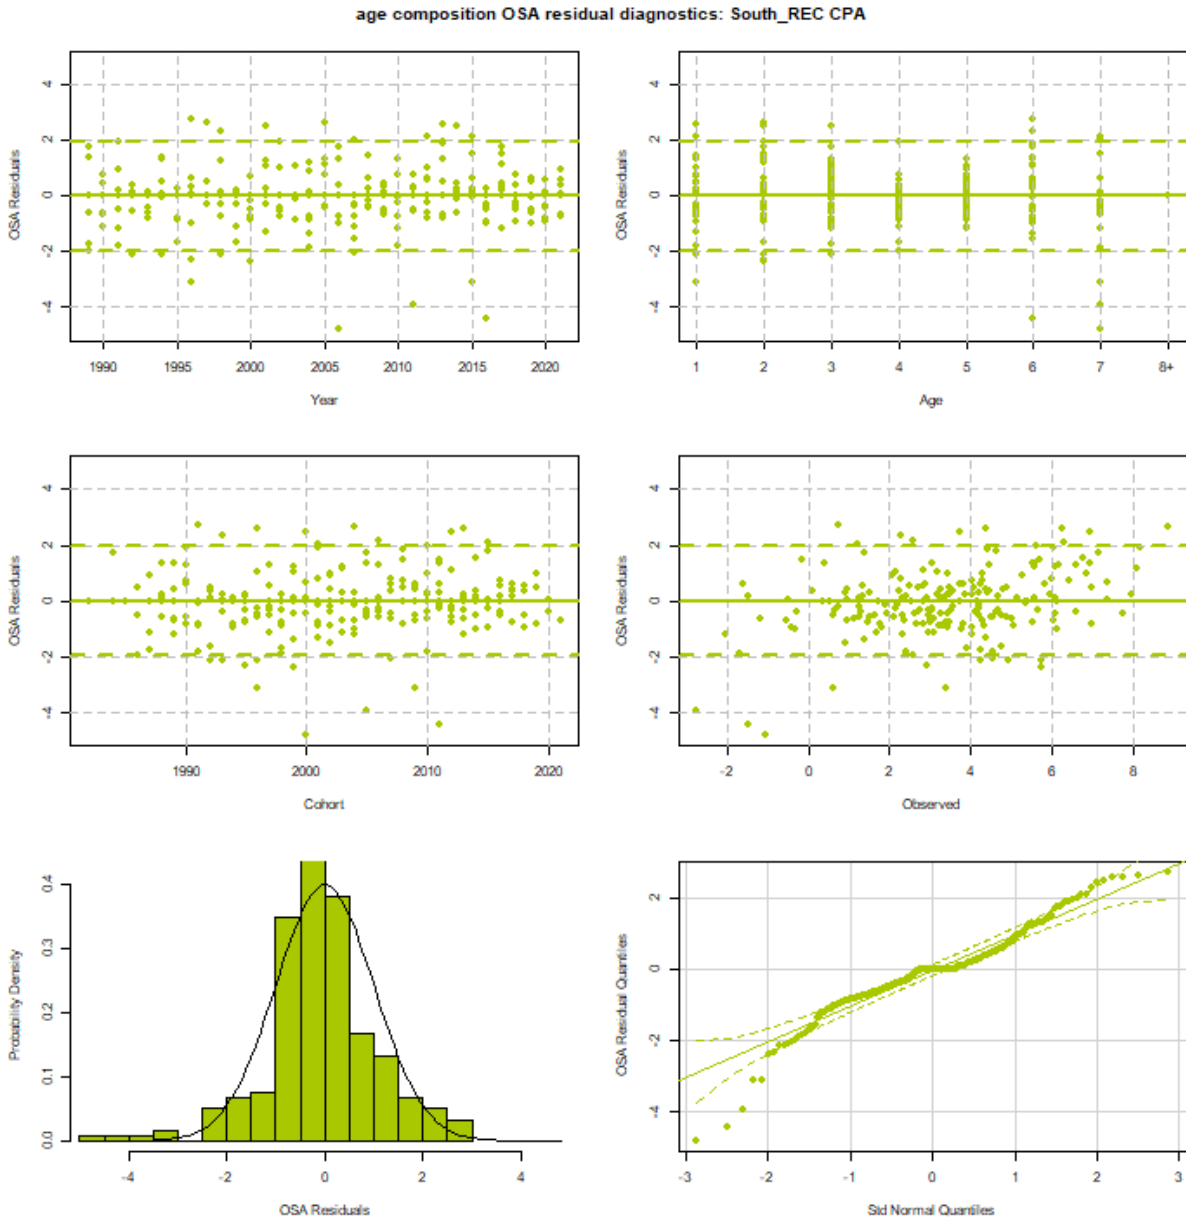 age composition OSA residual diagnostics: South_REC CPA
OSA Residuals
4
2
0
-2
-4
1990 1995 2000 2005 2010 2015 2020
Year
OSA Residuals
4
2
0
-2
-4
1 2 3 4 5 6 7 8+
Age
OSA Residuals
4
2
0
-2
-4
1990 2000 2010 2020
Cohort
OSA Residuals
4
2
0
-2
-4
-2 0 2 4 6 8
Observed
Probability Density
0.4
0.3
0.2
0.1
0.0
-4 -2 0 2 4
OSA Residuals
OSA Residual Quantiles
2
0
-2
-4
-3 -2 -1 0 1 2 3
Std Normal Quantiles